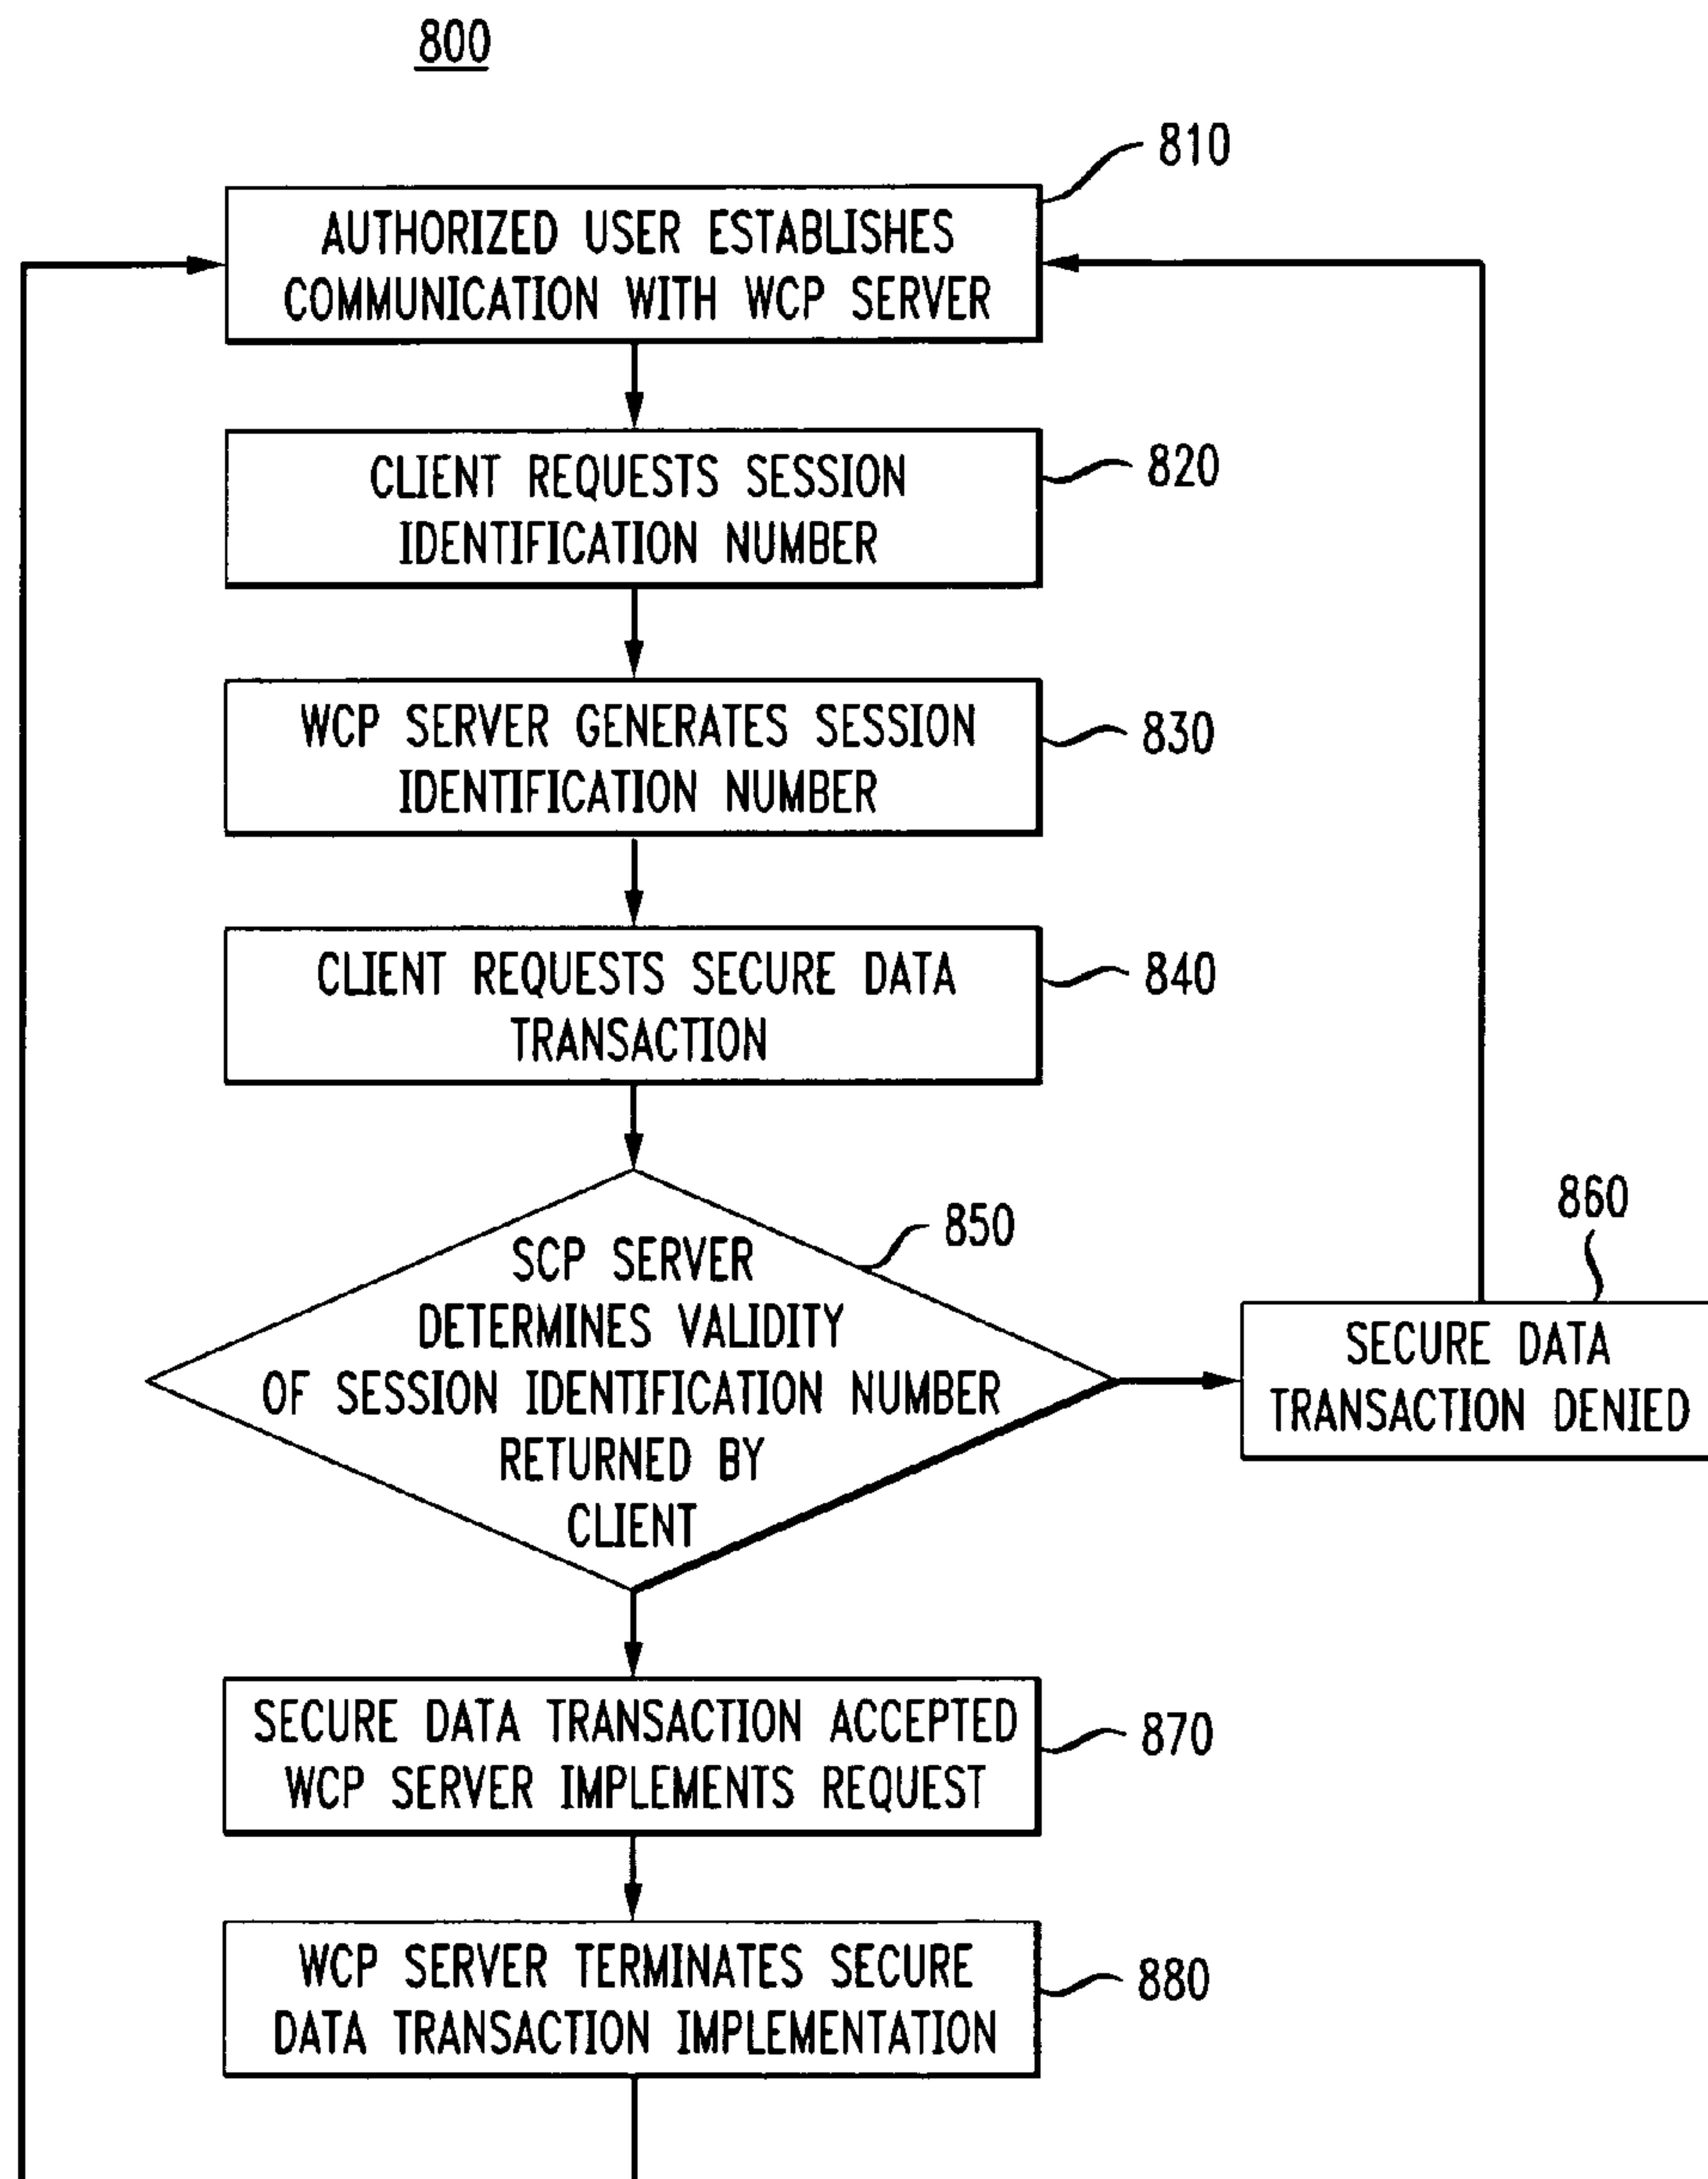 800
810
AUTHORIZED USER ESTABLISHES
COMMUNICATION WITH WCP SERVER
820
CLIENT REQUESTS SESSION
IDENTIFICATION NUMBER
830
WCP SERVER GENERATES SESSION
IDENTIFICATION NUMBER
840
CLIENT REQUESTS SECURE DATA
TRANSACTION
850
SCP SERVER
DETERMINES VALIDITY
OF SESSION IDENTIFICATION NUMBER
RETURNED BY
CLIENT
860
SECURE DATA
TRANSACTION DENIED
870
SECURE DATA TRANSACTION ACCEPTED
WCP SERVER IMPLEMENTS REQUEST
880
WCP SERVER TERMINATES SECURE
DATA TRANSACTION IMPLEMENTATION